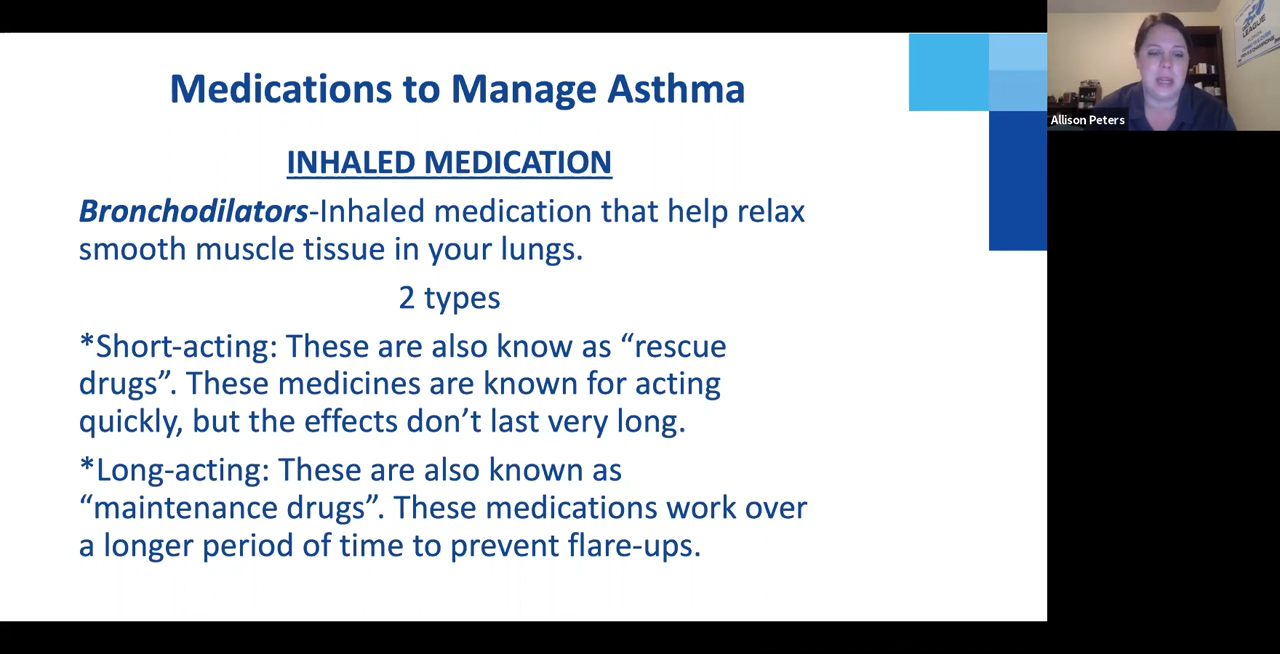 Medications to Manage Asthma
INHALED MEDICATION
Bronchodilators-Inhaled medication that help relax
smooth muscle tissue in your lungs.
2 types
*Short-acting: These are also know as “rescue
drugs”. These medicines are known for acting
quickly, but the effects don’t last very long.
*Long-acting: These are also known as
“maintenance drugs”. These medications work over
a longer period of time to prevent flare-ups.
LEAGUE
Allison Peters